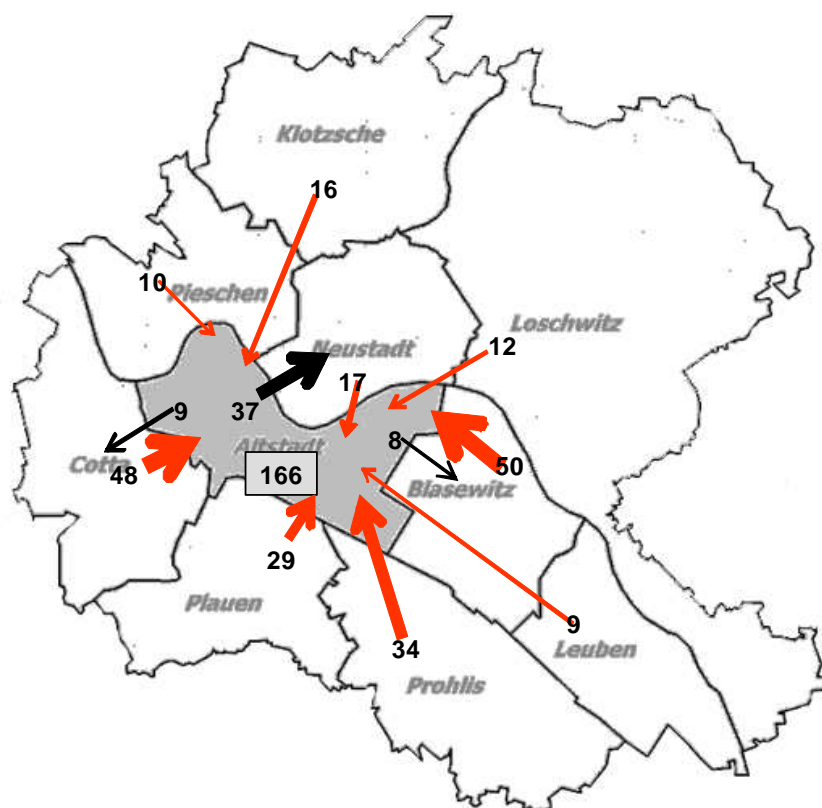 Klotzsche
16
10
Pieschen
Neustadt
Loschwitz
12
17
9
37
8
Altstadt
Cotta
48
166
50
Blasewitz
29
Plauen
9
34
Leuben
Prohlis